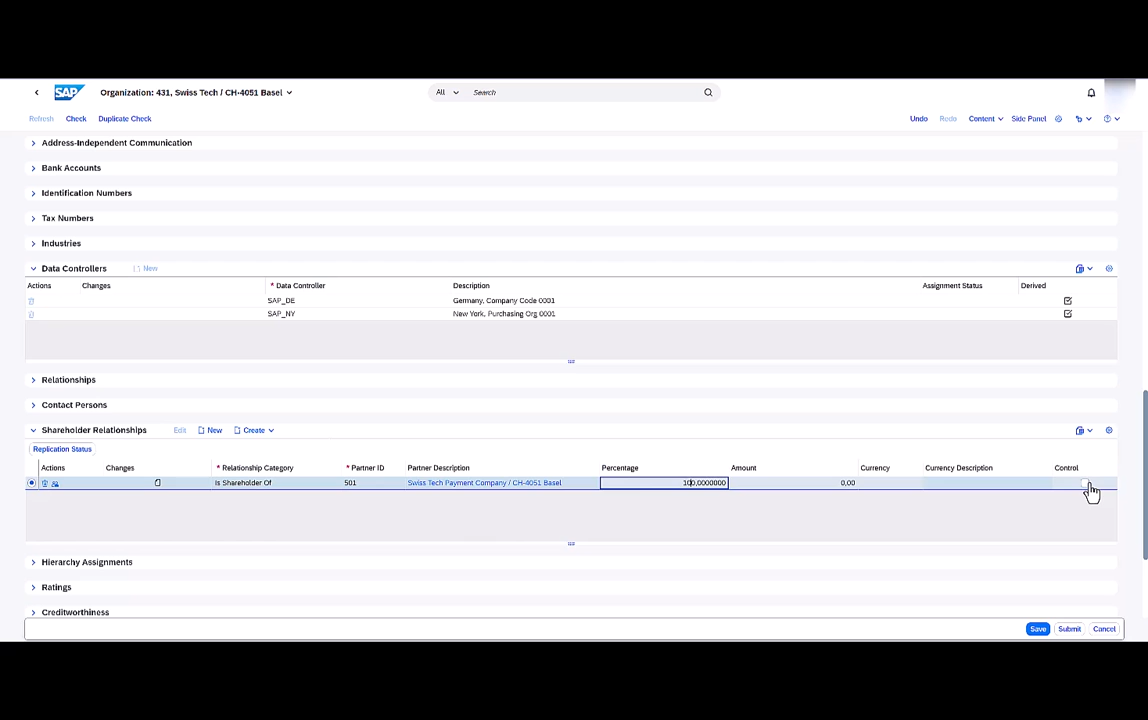 SAP Organization: 431, Swiss Tech / CH-4051 Basel All Search
Refresh Check Duplicate Check Undo Redo Content Side Panel
Address-Independent Communication
Bank Accounts
Identification Numbers
Tax Numbers
Industries
Data Controllers New
Actions Changes * Data Controller Description Assignment Status Derived
SAP_DE Germany, Company Code 0001
SAP_NY New York, Purchasing Org 0001
Relationships
Contact Persons
Shareholder Relationships Edit New Create
Replication Status
Actions Changes * Relationship Category * Partner ID Partner Description Percentage Amount Currency Currency Description Control
Is Shareholder Of 501 Swiss Tech Payment Company / CH-4051 Basel 100,0000000 0,00
Hierarchy Assignments
Ratings
Creditworthiness
Save Submit Cancel